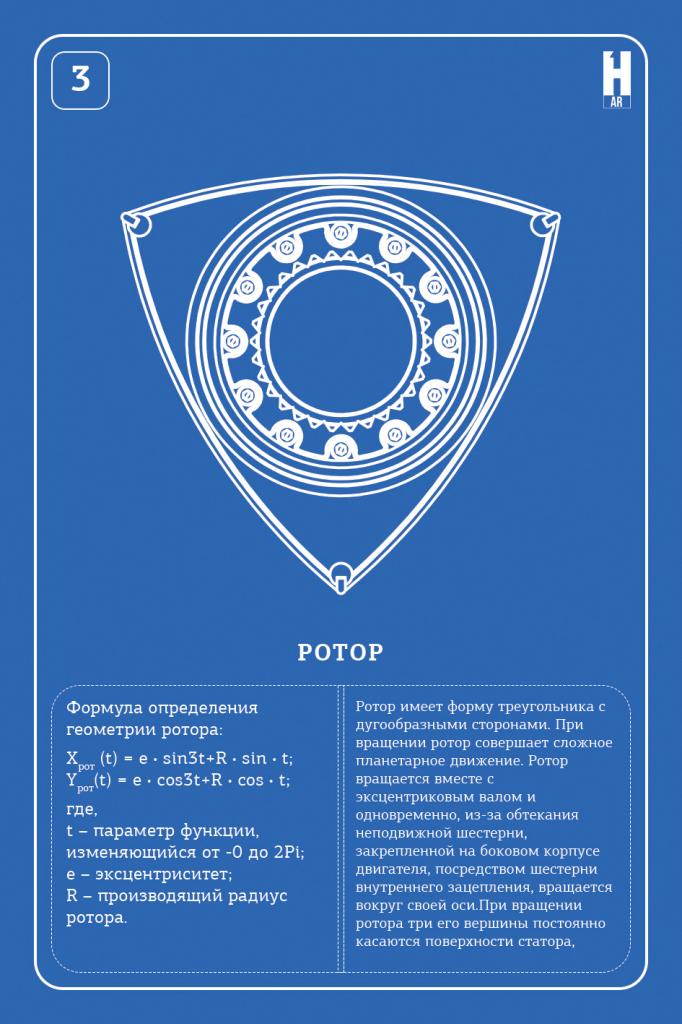 3
H
AR
РОТОР
Формула определения
геометрии ротора:
Xрот (t) = e · sin3t+R · sin · t;
Yрот(t) = e · cos3t+R · cos · t;
где,
t – параметр функции,
изменяющийся от -0 до 2Pi;
e – эксцентриситет;
R – производящий радиус
ротора.
Ротор имеет форму треугольника с
дугообразными сторонами. При
вращении ротор совершает сложное
планетарное движение. Ротор
вращается вместе с
эксцентриковым валом и
одновременно, из-за обтекания
неподвижной шестерни,
закрепленной на боковом корпусе
двигателя, посредством шестерни
внутреннего зацепления, вращается
вокруг своей оси.При вращении
ротора три его вершины постоянно
касаются поверхности статора,